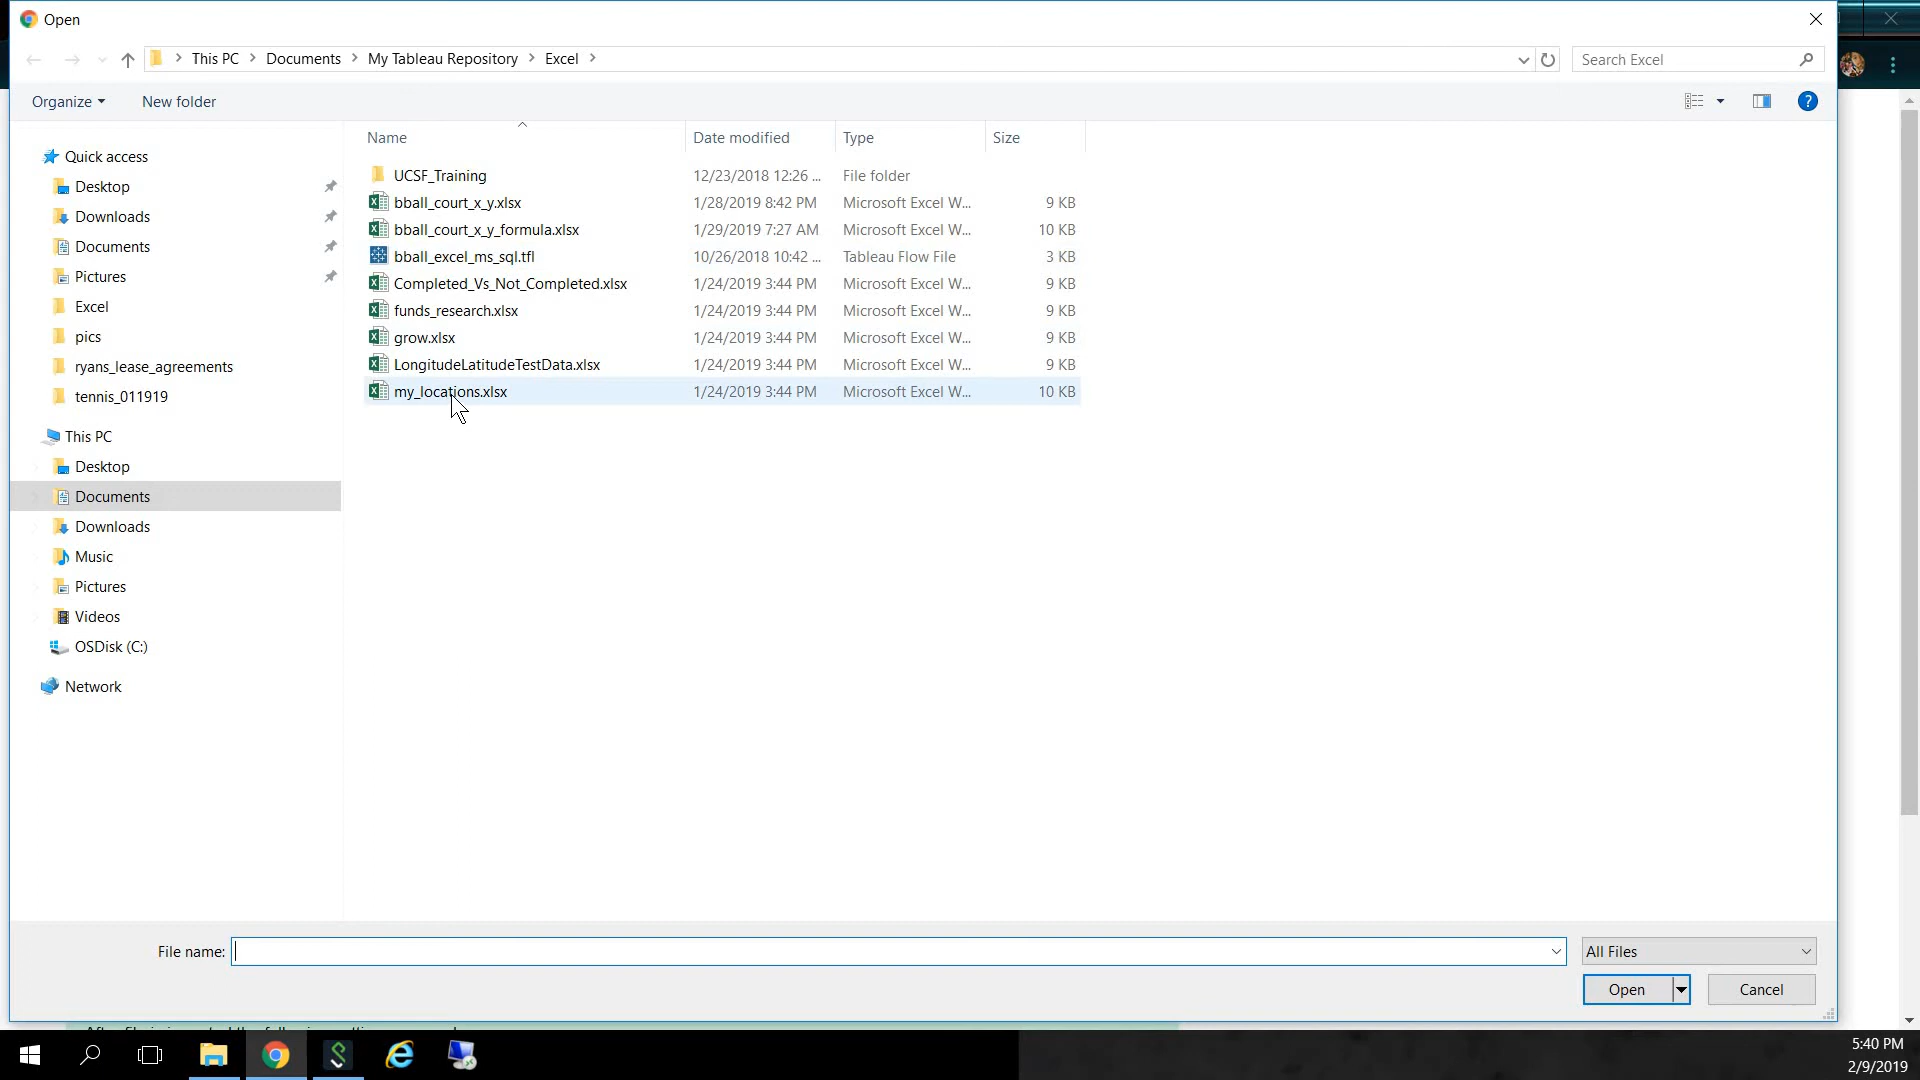 Open
This PC > Documents > My Tableau Repository > Excel >
Search Excel
Organize
New folder
Name
Date modified
Type
Size
Quick access
Desktop
Downloads
Documents
Pictures
Excel
pics
ryans_lease_agreements
tennis_011919
This PC
Desktop
Documents
Downloads
Music
Pictures
Videos
OSDisk (C:)
Network
UCSF_Training 12/23/2018 12:26 ... File folder
bball_court_x_y.xlsx 1/28/2019 8:42 PM Microsoft Excel W... 9 KB
bball_court_x_y_formula.xlsx 1/29/2019 7:27 AM Microsoft Excel W... 10 KB
bball_excel_ms_sql.tfl 10/26/2018 10:42 ... Tableau Flow File 3 KB
Completed_Vs_Not_Completed.xlsx 1/24/2019 3:44 PM Microsoft Excel W... 9 KB
funds_research.xlsx 1/24/2019 3:44 PM Microsoft Excel W... 9 KB
grow.xlsx 1/24/2019 3:44 PM Microsoft Excel W... 9 KB
LongitudeLatitudeTestData.xlsx 1/24/2019 3:44 PM Microsoft Excel W... 9 KB
my_locations.xlsx 1/24/2019 3:44 PM Microsoft Excel W... 10 KB
File name:
All Files
Open
Cancel
5:40 PM
2/9/2019